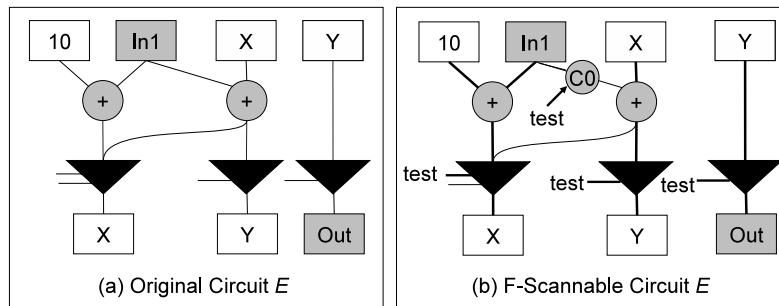 10 In1 X Y
+ +
X Y Out
(a) Original Circuit E
10 In1 X Y
C0
+ +
test
test test test
X Y Out
(b) F-Scannable Circuit E